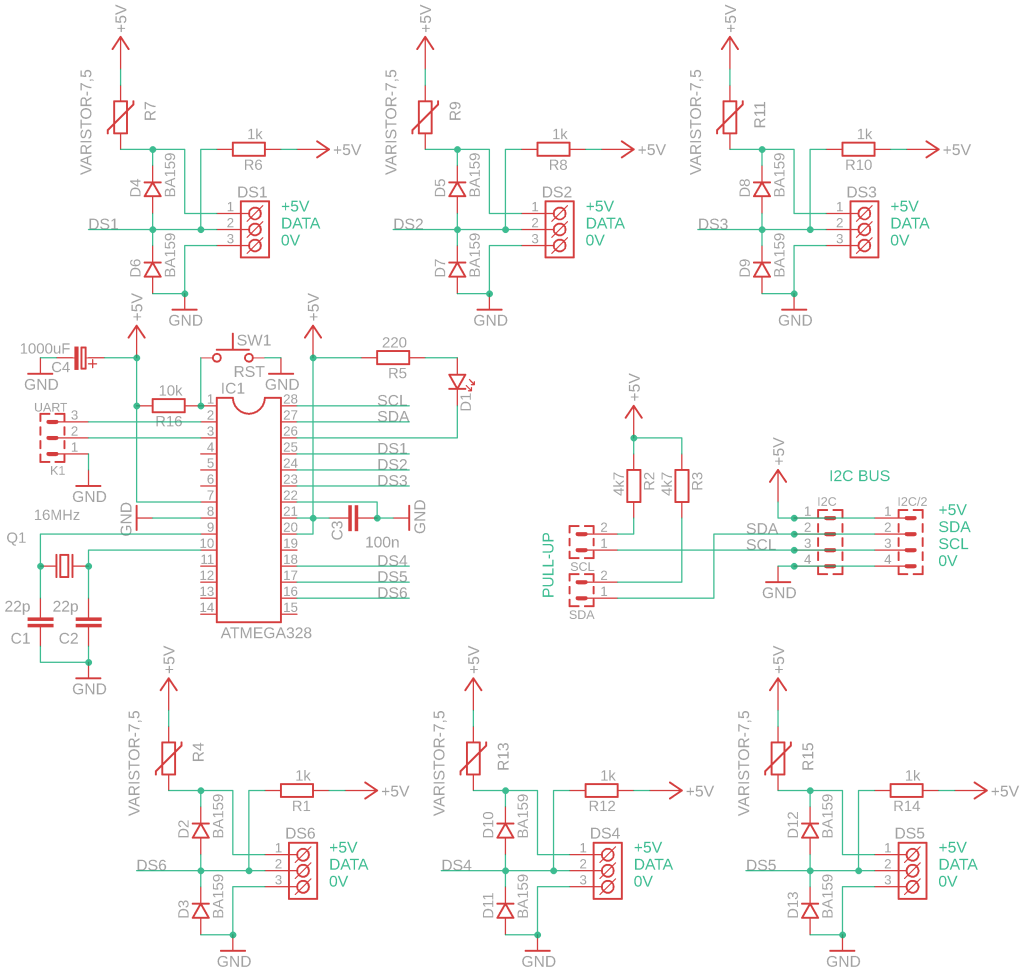 +5V
+5V
+5V
VARISTOR-7,5
R7
VARISTOR-7,5
R9
VARISTOR-7,5
R11
1k
+5V
R6
1k
+5V
R8
1k
+5V
R10
D4
BA159
D5
BA159
D8
BA159
DS1
DS2
DS3
1
+5V
1
+5V
1
+5V
DS1
2
DATA
DS2
2
DATA
DS3
2
DATA
3
0V
3
0V
3
0V
D6
BA159
D7
BA159
D9
BA159
GND
GND
GND
+5V
+5V
1000uF
C4
+
GND
SW1
RST
GND
220
R5
D1
10k
R16
IC1
UART
3
2
1
K1
GND
1
2
3
4
5
6
7
8
9
10
11
12
13
14
28
27
26
25
24
23
22
21
20
19
18
17
16
15
ATMEGA328
SCL
SDA
DS1
DS2
DS3
DS4
DS5
DS6
GND
C3
100n
GND
16MHz
Q1
22p
22p
C1
C2
GND
+5V
4k7
R2
4k7
R3
PULL-UP
2
1
SCL
2
1
SDA
+5V
I2C BUS
I2C
I2C/2
1
1
+5V
SDA
2
2
SDA
SCL
3
3
SCL
4
4
0V
GND
+5V
+5V
+5V
VARISTOR-7,5
R4
VARISTOR-7,5
R13
VARISTOR-7,5
R15
1k
+5V
R1
1k
+5V
R12
1k
+5V
R14
D2
BA159
D10
BA159
D12
BA159
DS6
DS4
DS5
1
+5V
1
+5V
1
+5V
DS6
2
DATA
DS4
2
DATA
DS5
2
DATA
3
0V
3
0V
3
0V
D3
BA159
D11
BA159
D13
BA159
GND
GND
GND